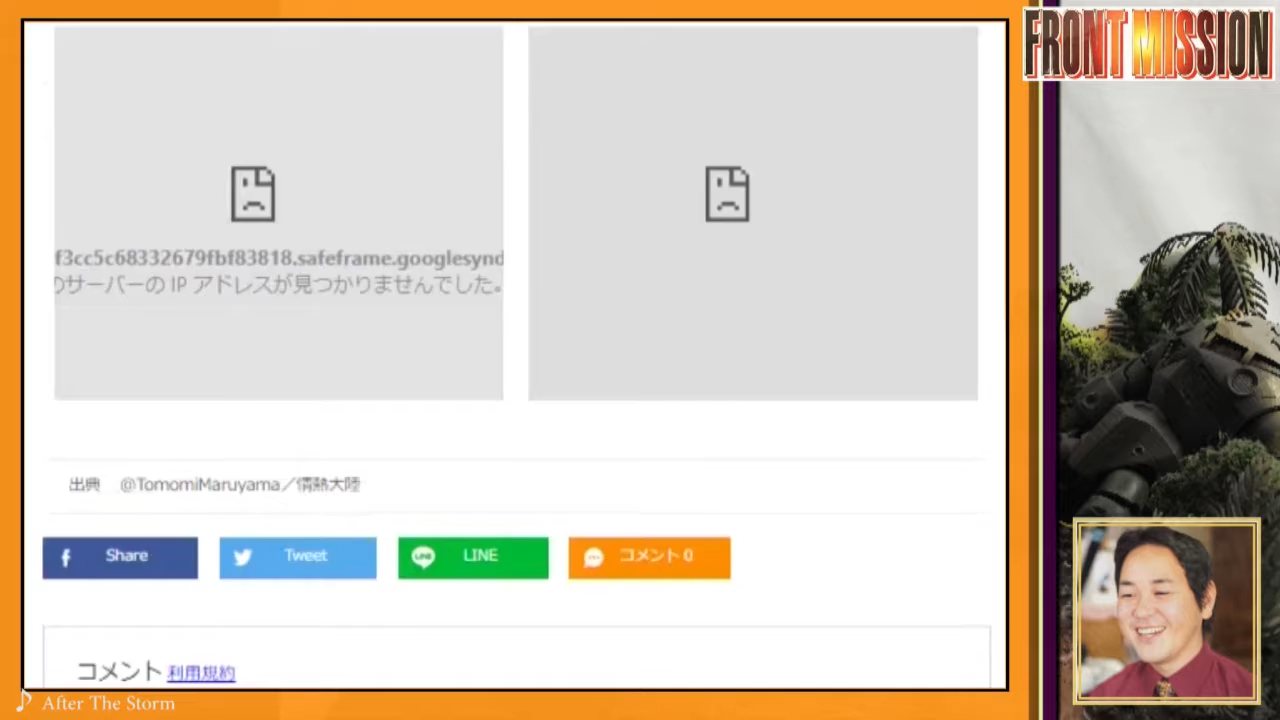 FRONT MISSION
f3cc5c68332679fbf83818.safeframe.googlesynd
のサーバーの IP アドレスが見つかりませんでした。
出典 @TomomiMaruyama／情熱大陸
Share
Tweet
LINE
コメント 0
コメント 利用規約
♪ After The Storm